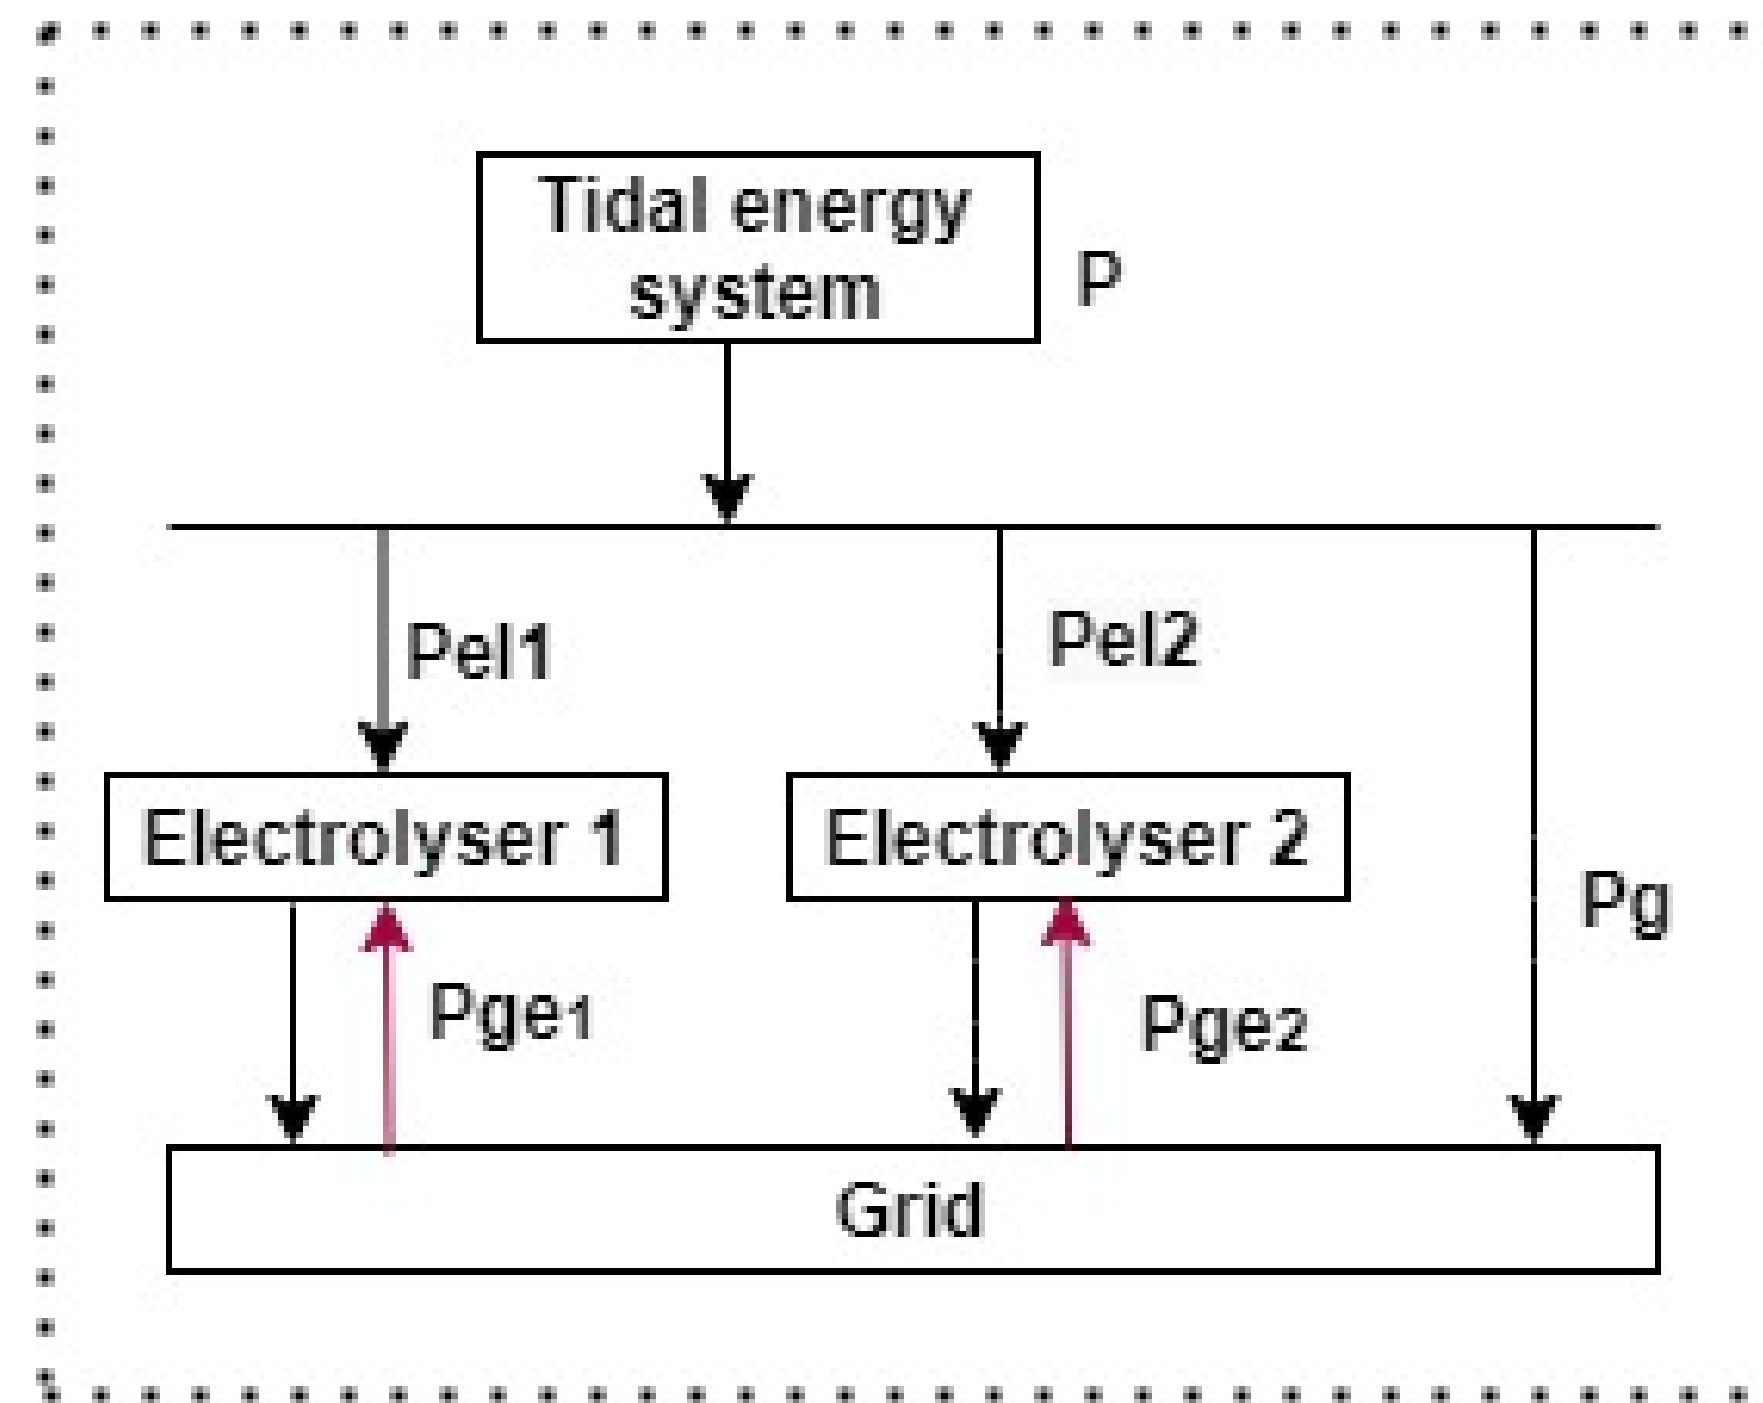 Tidal energy
system
P
Pel1
Pel2
Electrolyser 1
Electrolyser 2
Pg
Pge1
Pge2
Grid